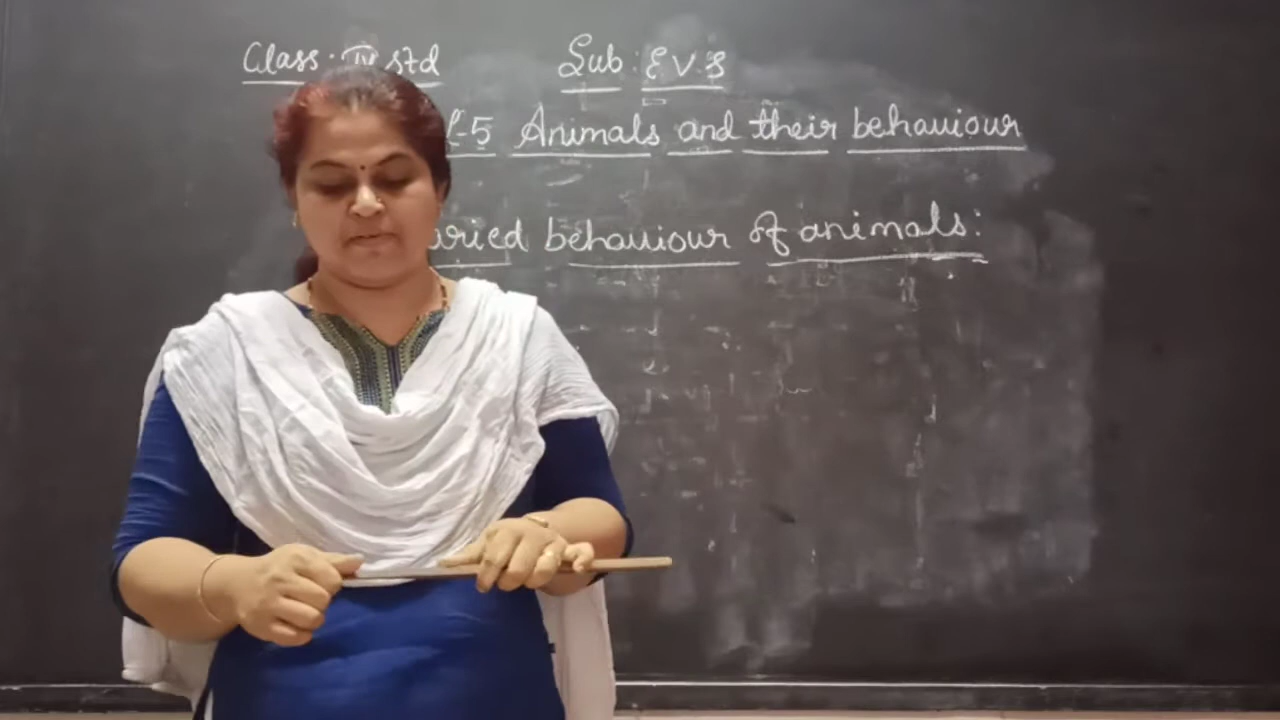 Class: IV std Sub: E V S
L-5 Animals and their behaviour
behaviour of animals: